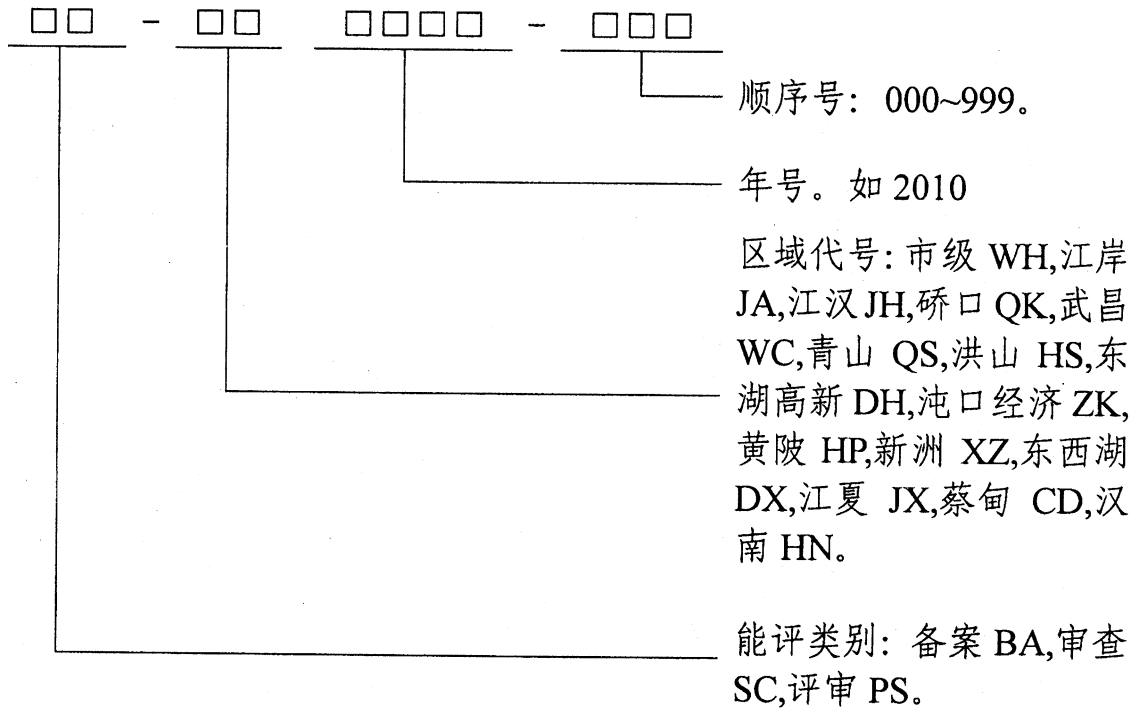 □□ - □□ □□□□ - □□□
顺序号: 000~999。
年号。如 2010
区域代号: 市级 WH,江岸
JA,江汉 JH,硚口 QK,武昌
WC,青山 QS,洪山 HS,东
湖高新 DH,沌口经济 ZK,
黄陂 HP,新洲 XZ,东西湖
DX,江夏 JX,蔡甸 CD,汉
南 HN。
能评类别: 备案 BA,审查
SC,评审 PS。